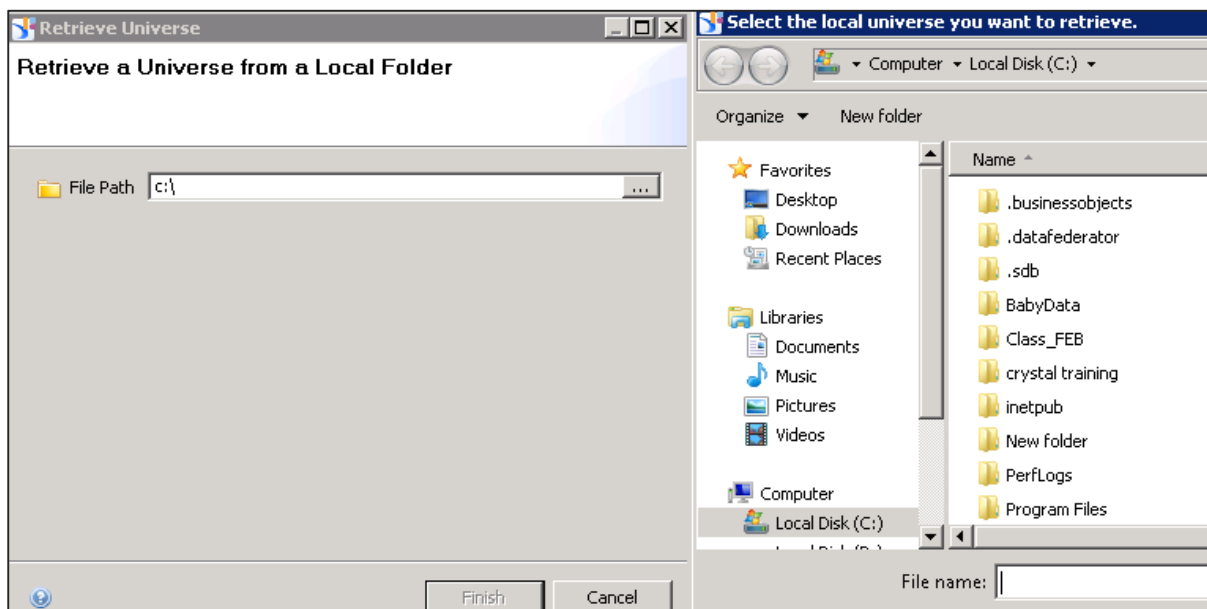 Retrieve Universe
Retrieve a Universe from a Local Folder
File Path c:\ ...
Finish Cancel
Select the local universe you want to retrieve.
Computer Local Disk (C:)
Organize New folder
Favorites
Desktop
Downloads
Recent Places
Libraries
Documents
Music
Pictures
Videos
Computer
Local Disk (C:)
Name
.businessobjects
.datafederator
.sdb
BabyData
Class_FEB
crystal training
inetpub
New folder
PerfLogs
Program Files
File name: